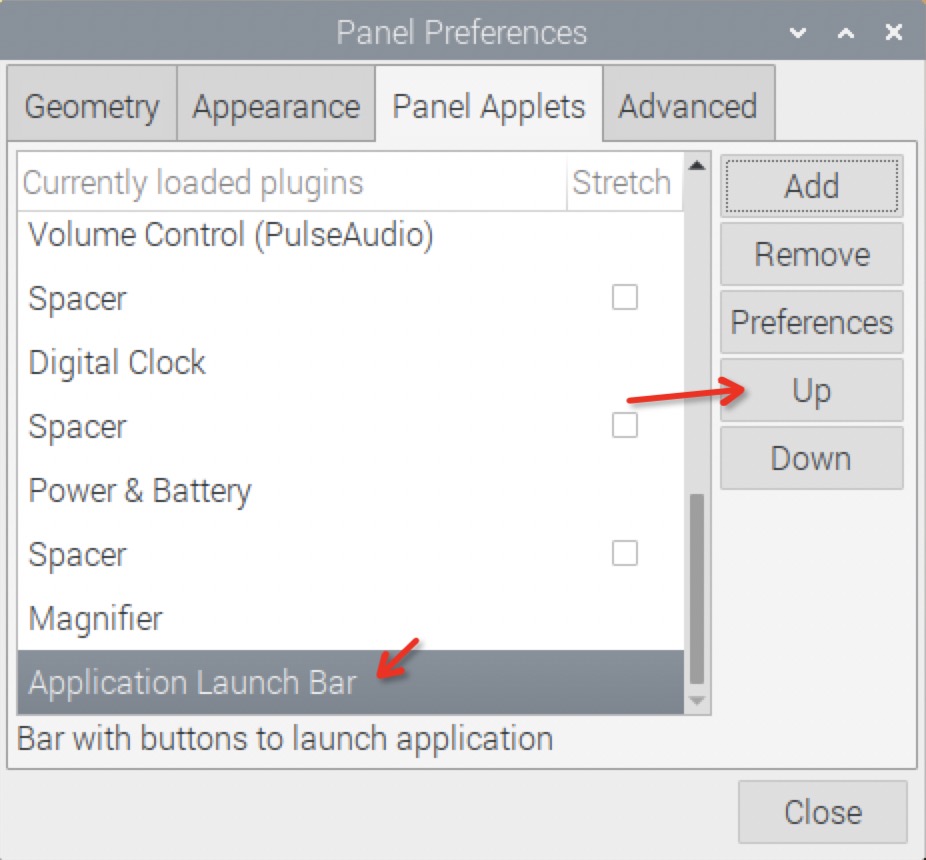 Panel Preferences
Geometry Appearance Panel Applets Advanced
Currently loaded plugins Stretch
Volume Control (PulseAudio)
Spacer
Digital Clock
Spacer
Power & Battery
Spacer
Magnifier
Application Launch Bar
Bar with buttons to launch application
Add
Remove
Preferences
Up
Down
Close